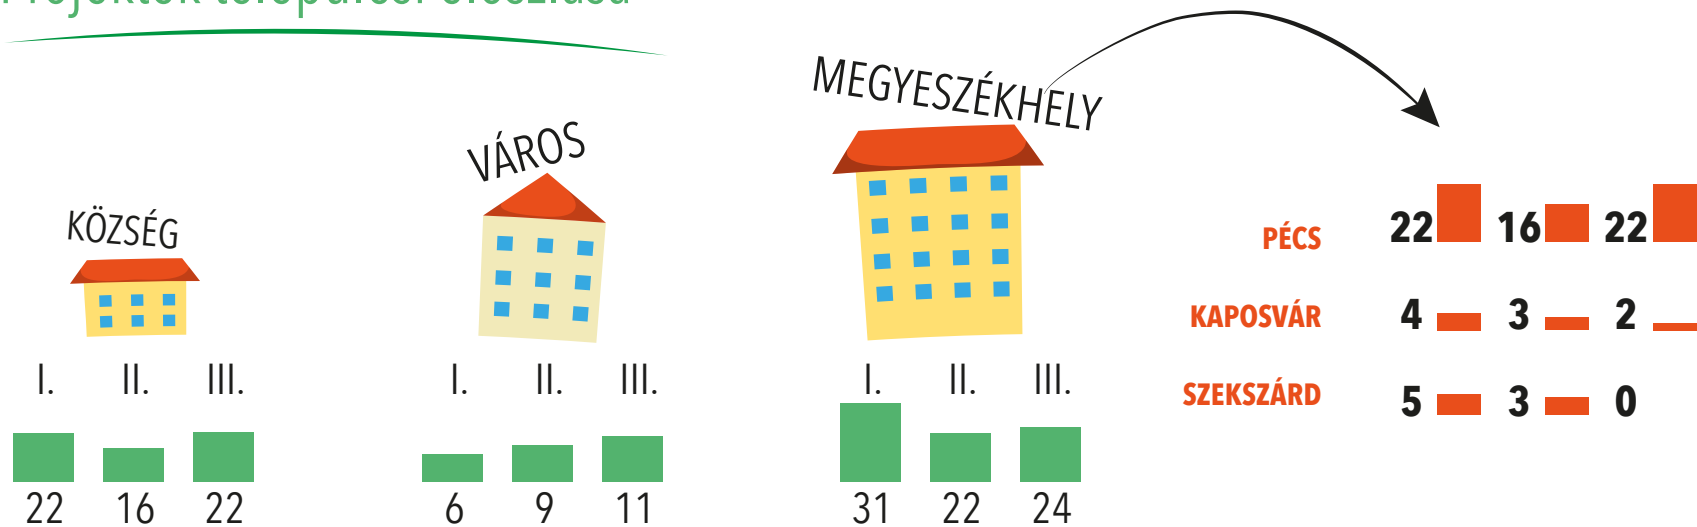 KÖZSÉG
I. II. III.
22 16 22
VÁROS
I. II. III.
6 9 11
MEGYESZÉKHELY
I. II. III.
31 22 24
PÉCS 22 16 22
KAPOSVÁR 4 3 2
SZEKSZÁRD 5 3 0